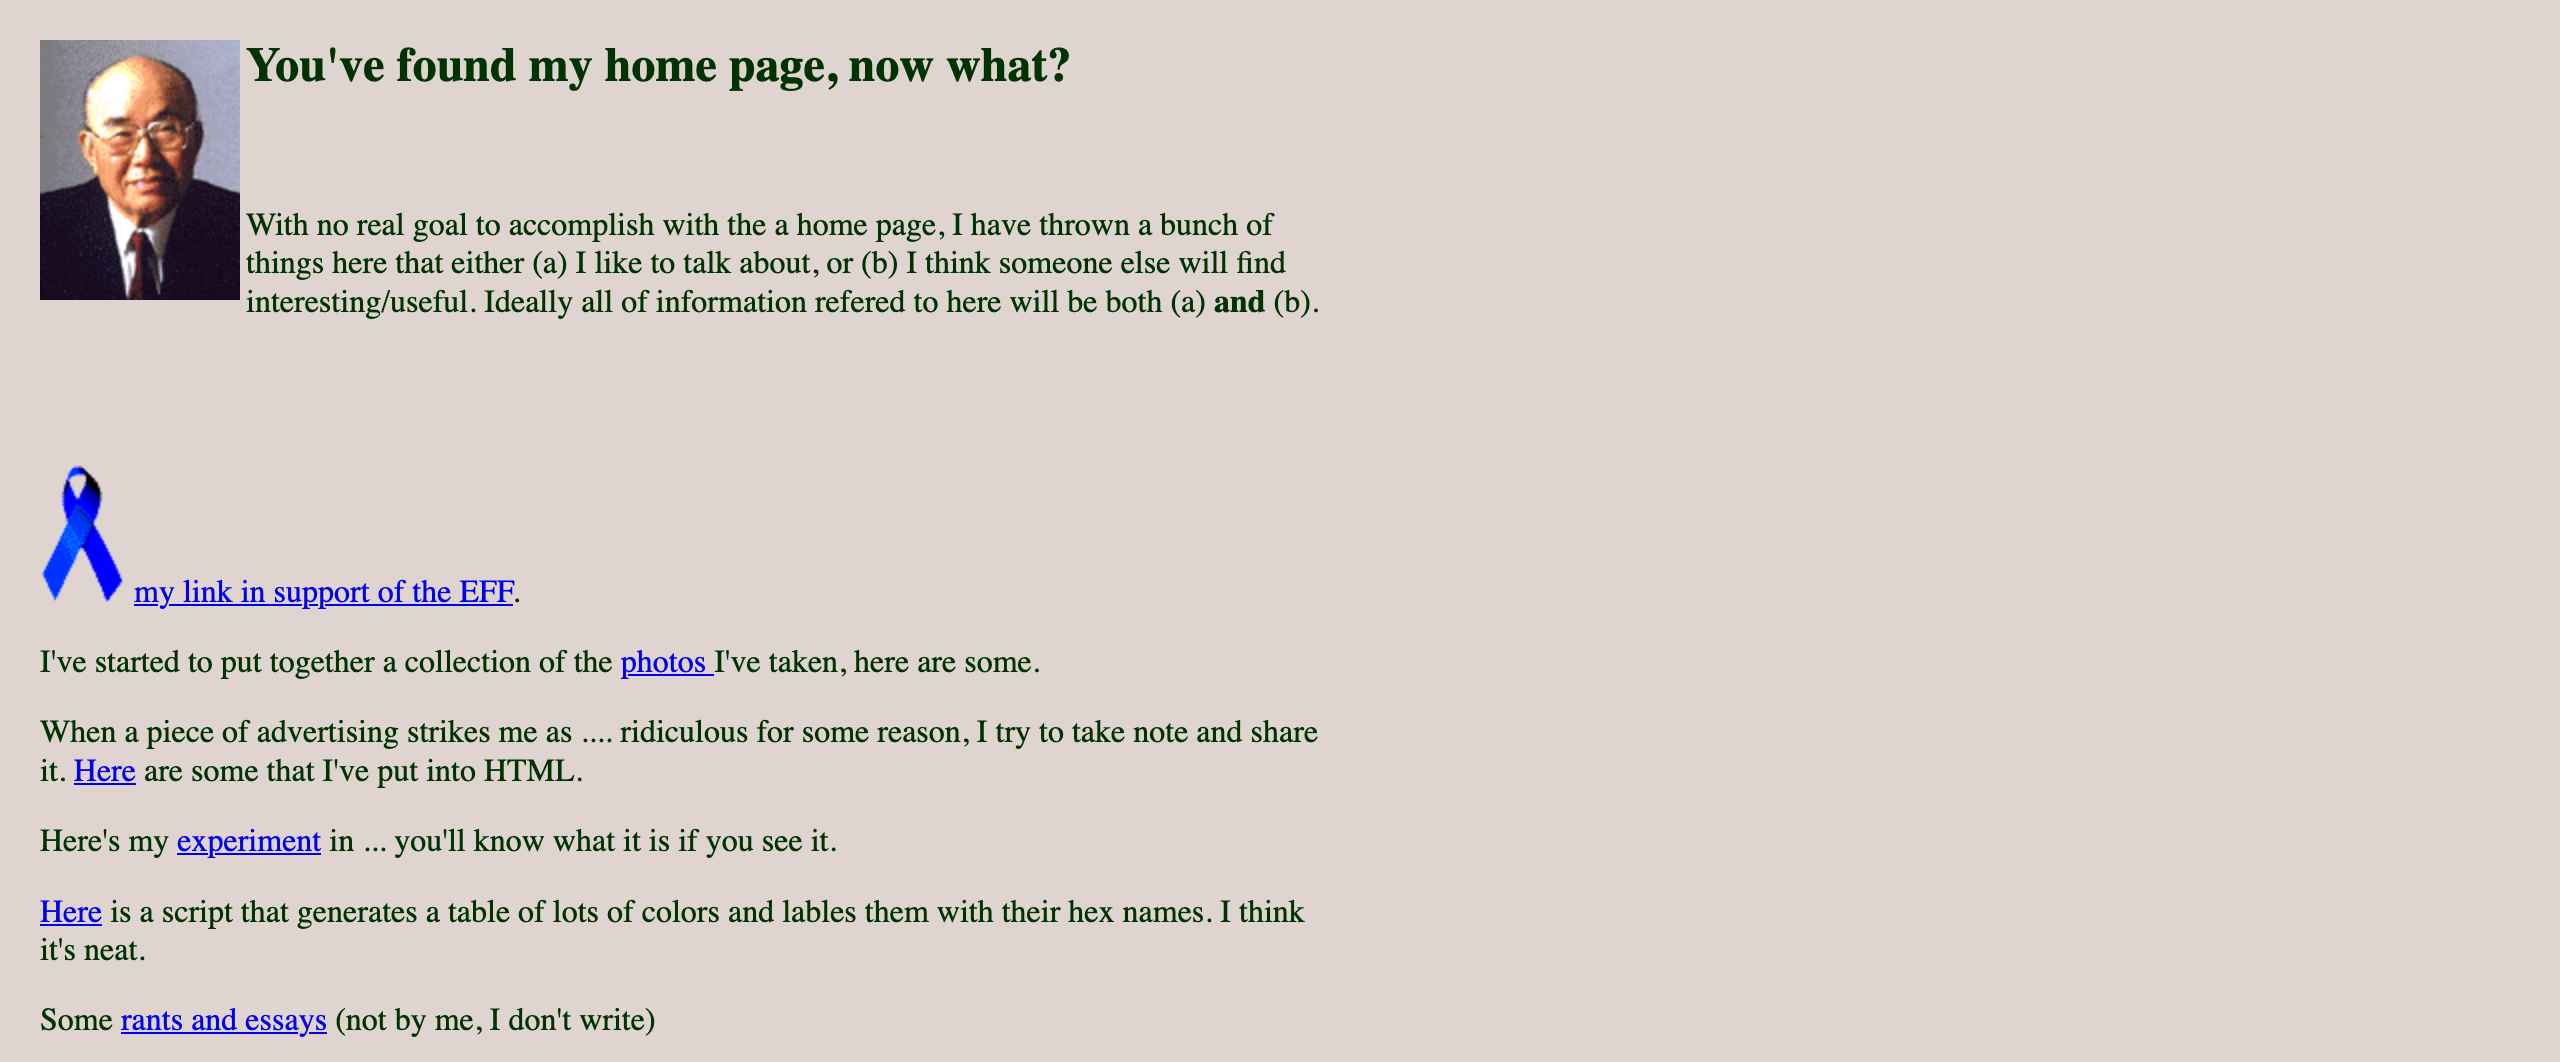 You've found my home page, now what?
With no real goal to accomplish with the a home page, I have thrown a bunch of
things here that either (a) I like to talk about, or (b) I think someone else will find
interesting/useful. Ideally all of information refered to here will be both (a) and (b).
my link in support of the EFF.
I've started to put together a collection of the photos I've taken, here are some.
When a piece of advertising strikes me as .... ridiculous for some reason, I try to take note and share
it. Here are some that I've put into HTML.
Here's my experiment in ... you'll know what it is if you see it.
Here is a script that generates a table of lots of colors and lables them with their hex names. I think
it's neat.
Some rants and essays (not by me, I don't write)